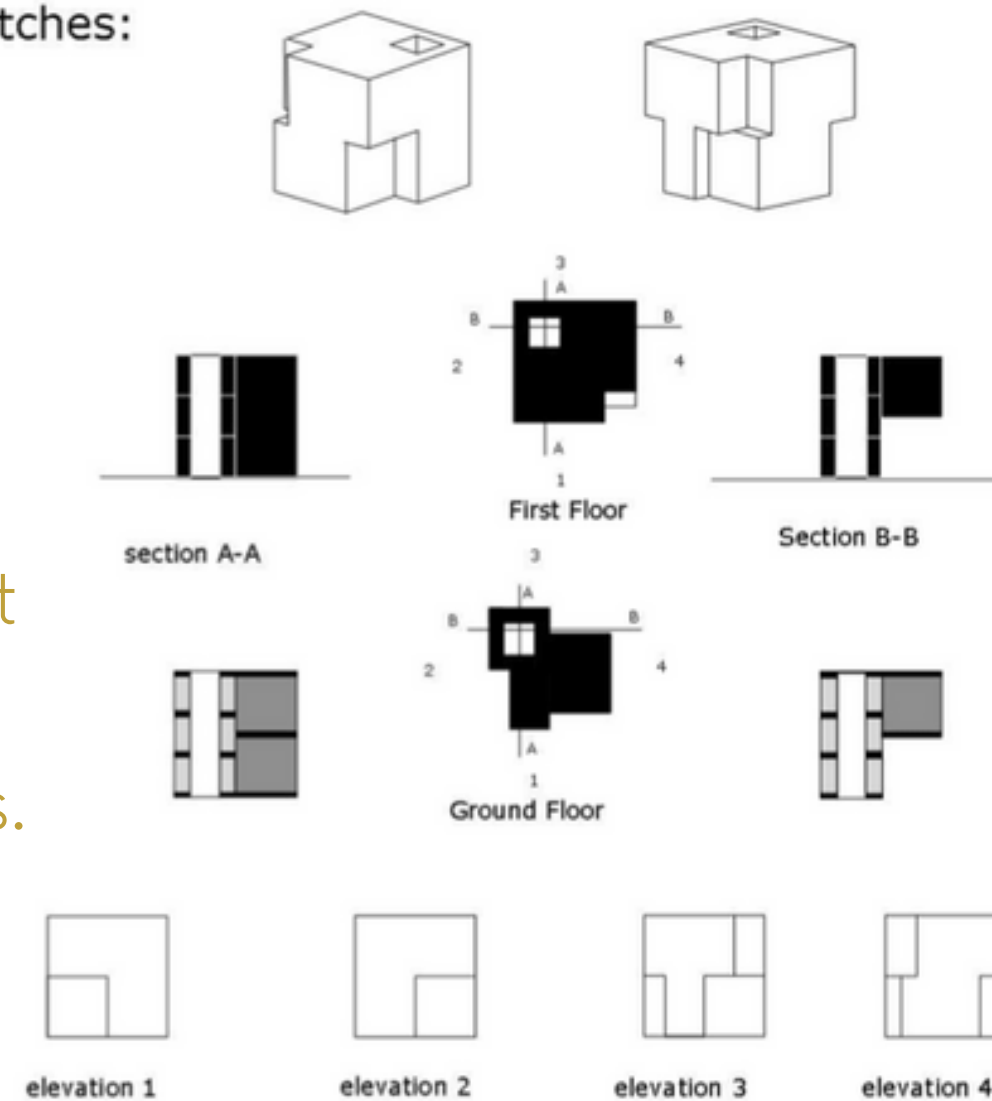 tches:
3
A
B
B
2
4
A
1
First Floor
section A-A
Section B-B
3
A
B
B
2
4
A
1
Ground Floor
t
s.
elevation 1
elevation 2
elevation 3
elevation 4